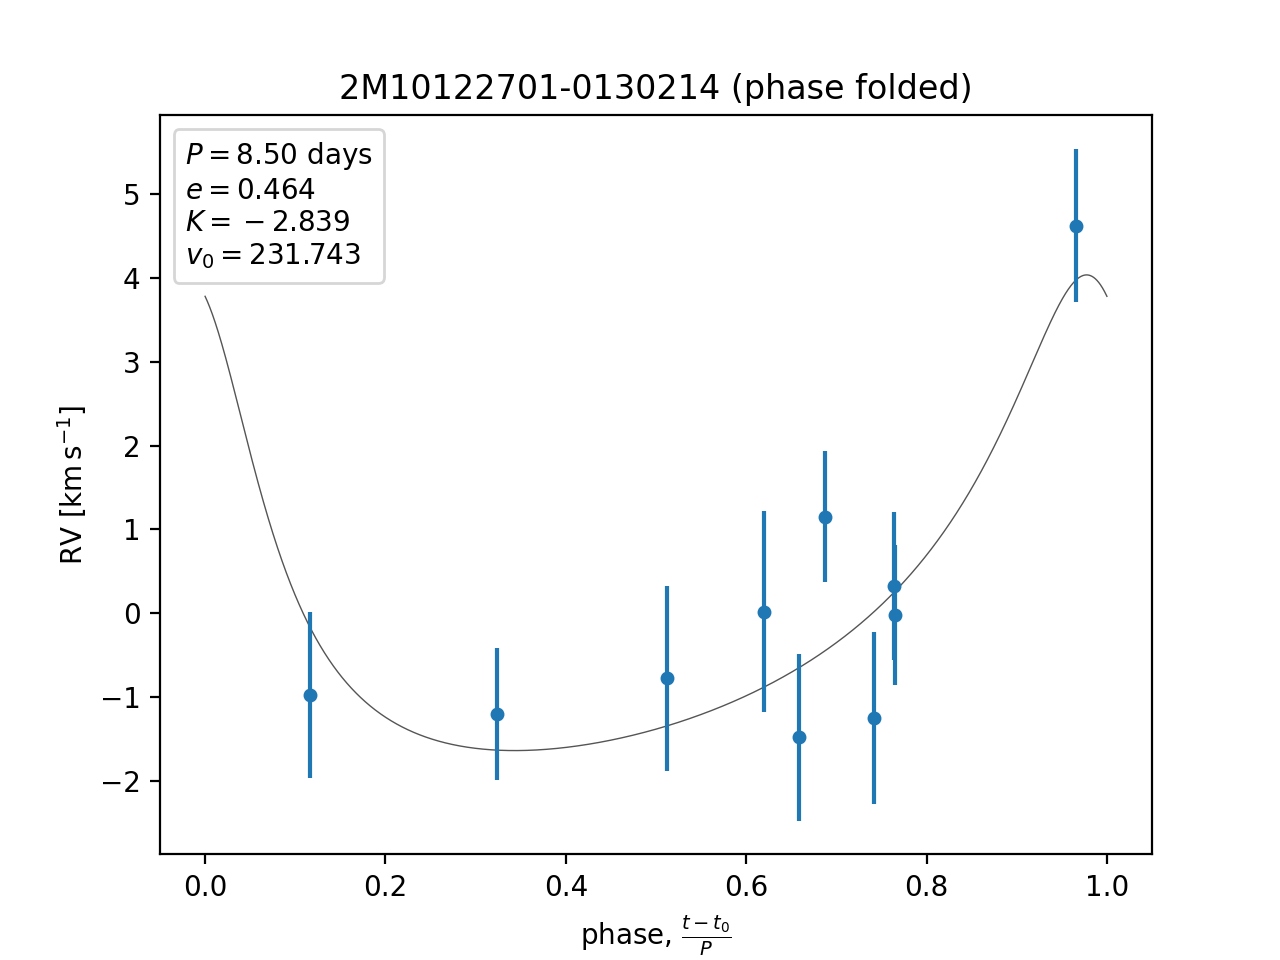 2M10122701-0130214 (phase folded)
P = 8.50 days
e = 0.464
K = −2.839
v₀ = 231.743
5
4
3
2
1
0
−1
−2
RV [km s⁻¹]
0.0 0.2 0.4 0.6 0.8 1.0
phase, (t − t₀)/P